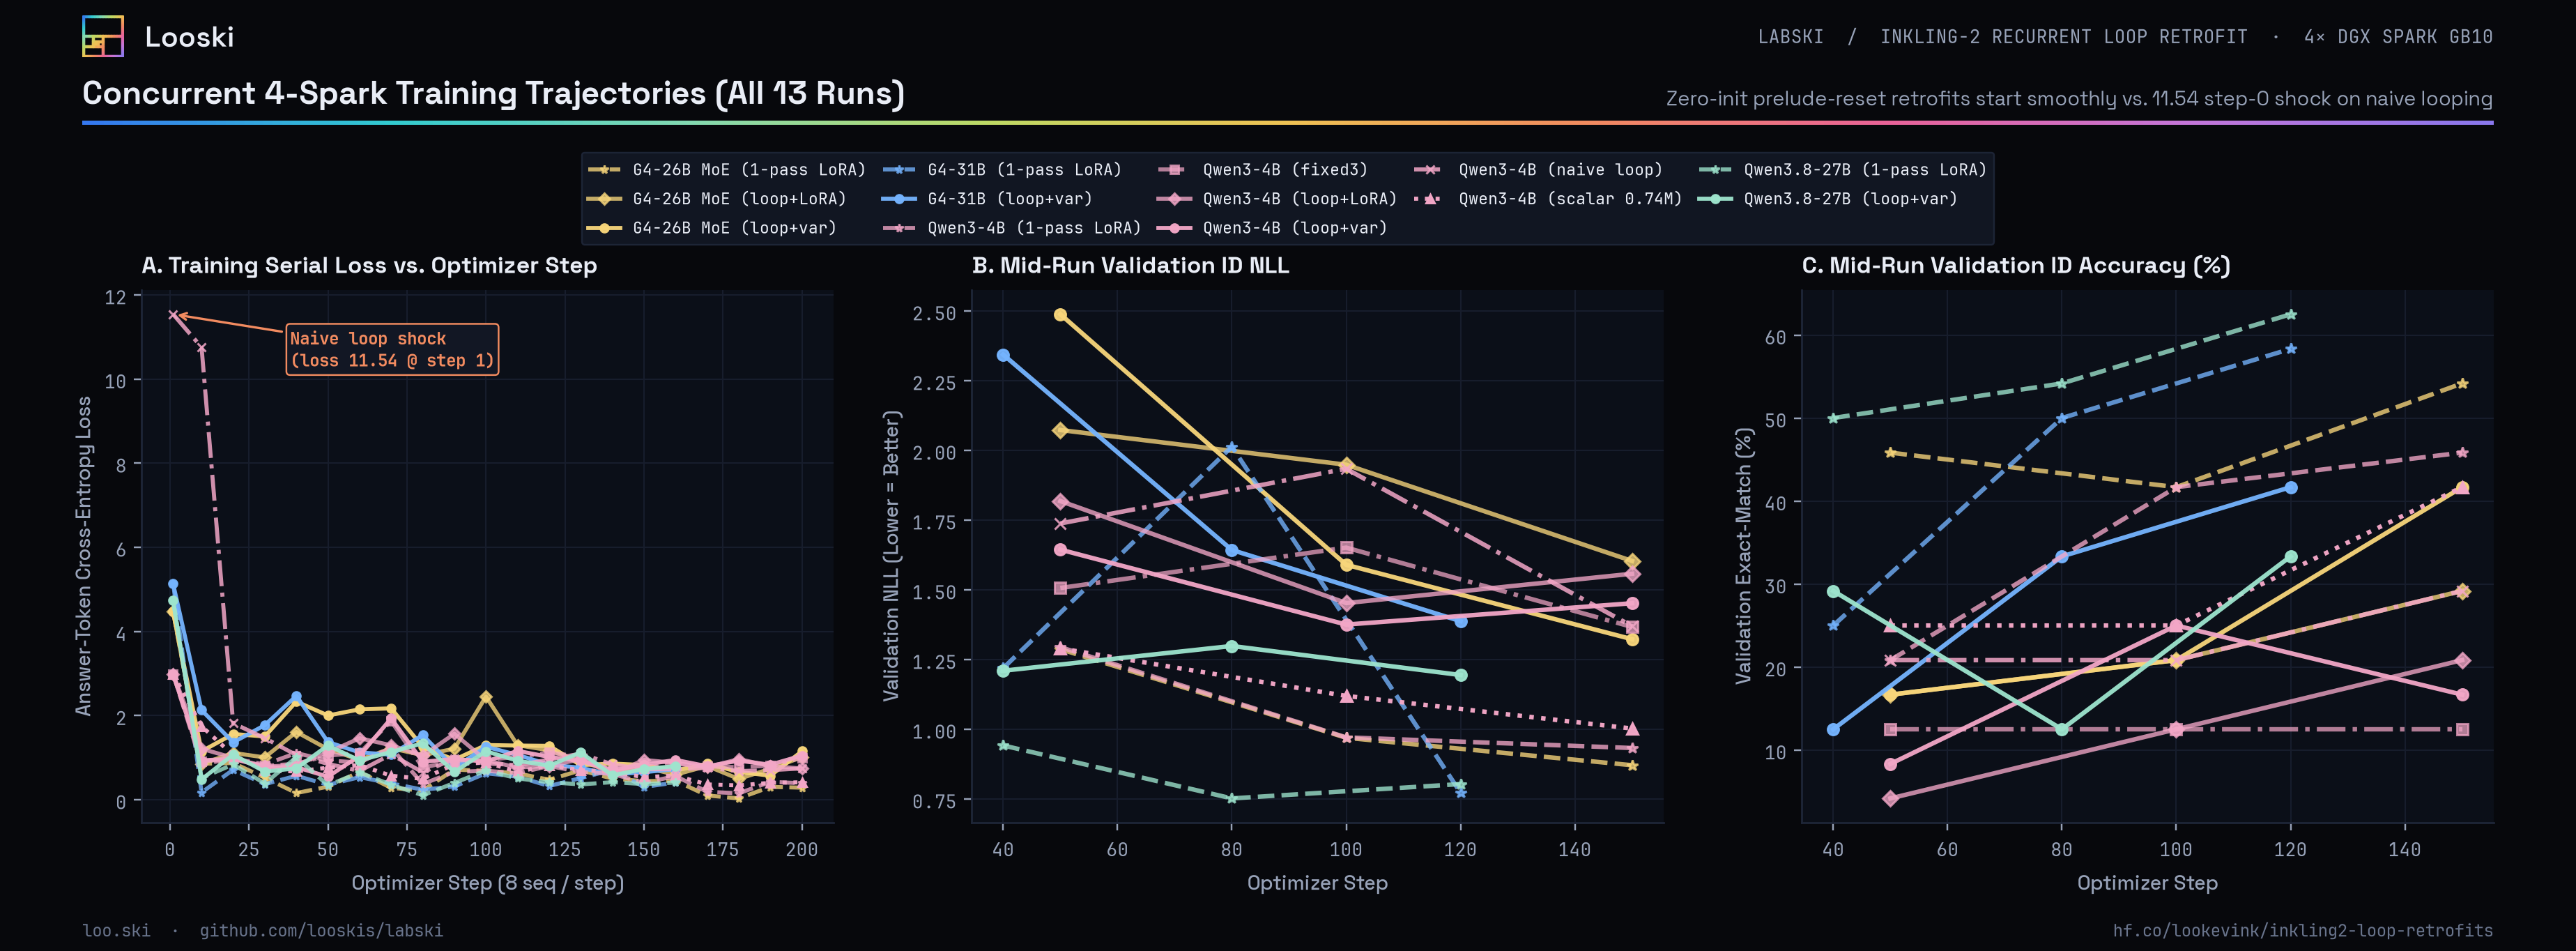 Looski
LABSKI / INKLING-2 RECURRENT LOOP RETROFIT · 4× DGX SPARK GB10
Concurrent 4-Spark Training Trajectories (All 13 Runs)
Zero-init prelude-reset retrofits start smoothly vs. 11.54 step-0 shock on naive looping
G4-26B MoE (1-pass LoRA)
G4-26B MoE (loop+LoRA)
G4-26B MoE (loop+var)
G4-31B (1-pass LoRA)
G4-31B (loop+var)
Qwen3-4B (1-pass LoRA)
Qwen3-4B (fixed3)
Qwen3-4B (loop+LoRA)
Qwen3-4B (loop+var)
Qwen3-4B (naive loop)
Qwen3-4B (scalar 0.74M)
Qwen3.8-27B (1-pass LoRA)
Qwen3.8-27B (loop+var)
A. Training Serial Loss vs. Optimizer Step
Answer-Token Cross-Entropy Loss
12
10
8
6
4
2
0
Naive loop shock
(loss 11.54 @ step 1)
0 25 50 75 100 125 150 175 200
Optimizer Step (8 seq / step)
B. Mid-Run Validation ID NLL
Validation NLL (Lower = Better)
2.50
2.25
2.00
1.75
1.50
1.25
1.00
0.75
40 60 80 100 120 140
Optimizer Step
C. Mid-Run Validation ID Accuracy (%)
Validation Exact-Match (%)
60
50
40
30
20
10
40 60 80 100 120 140
Optimizer Step
loo.ski · github.com/looskis/labski
hf.co/lookevink/inkling2-loop-retrofits